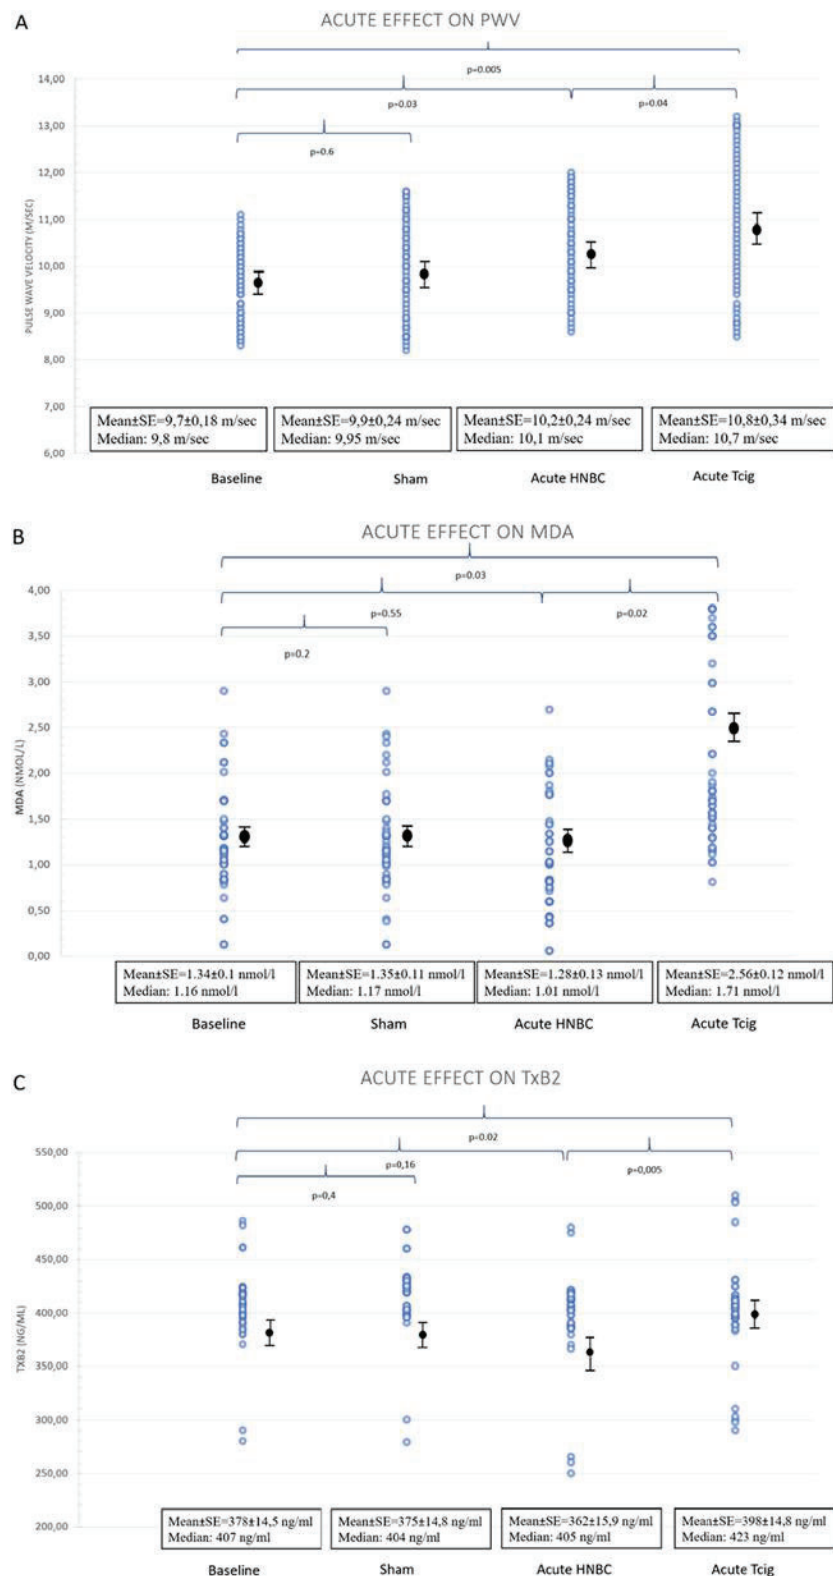 A
ACUTE EFFECT ON PWV
p=0.005
14,00
p=0.03
p=0.04
13,00
p=0.6
12,00
11,00
10,00
9,00
8,00
7,00
6,00
PULSE WAVE VELOCITY (M/SEC)
Mean±SE=9,7±0,18 m/sec
Median: 9,8 m/sec
Mean±SE=9,9±0,24 m/sec
Median: 9,95 m/sec
Mean±SE=10,2±0,24 m/sec
Median: 10,1 m/sec
Mean±SE=10,8±0,34 m/sec
Median: 10,7 m/sec
Baseline
Sham
Acute HNBC
Acute Tcig
B
ACUTE EFFECT ON MDA
p=0.03
4,00
p=0.55
p=0.02
3,50
p=0.2
3,00
2,50
2,00
1,50
1,00
0,50
0,00
MDA (NMOL/L)
Mean±SE=1.34±0.1 nmol/l
Median: 1.16 nmol/l
Mean±SE=1.35±0.11 nmol/l
Median: 1.17 nmol/l
Mean±SE=1.28±0.13 nmol/l
Median: 1.01 nmol/l
Mean±SE=2.56±0.12 nmol/l
Median: 1.71 nmol/l
Baseline
Sham
Acute HNBC
Acute Tcig
C
ACUTE EFFECT ON TxB2
p=0.02
550,00
p=0,16
p=0,005
p=0,4
500,00
450,00
400,00
350,00
300,00
250,00
200,00
TXB2 (NG/ML)
Mean±SE=378±14,5 ng/ml
Median: 407 ng/ml
Mean±SE=375±14,8 ng/ml
Median: 404 ng/ml
Mean±SE=362±15,9 ng/ml
Median: 405 ng/ml
Mean±SE=398±14,8 ng/ml
Median: 423 ng/ml
Baseline
Sham
Acute HNBC
Acute Tcig